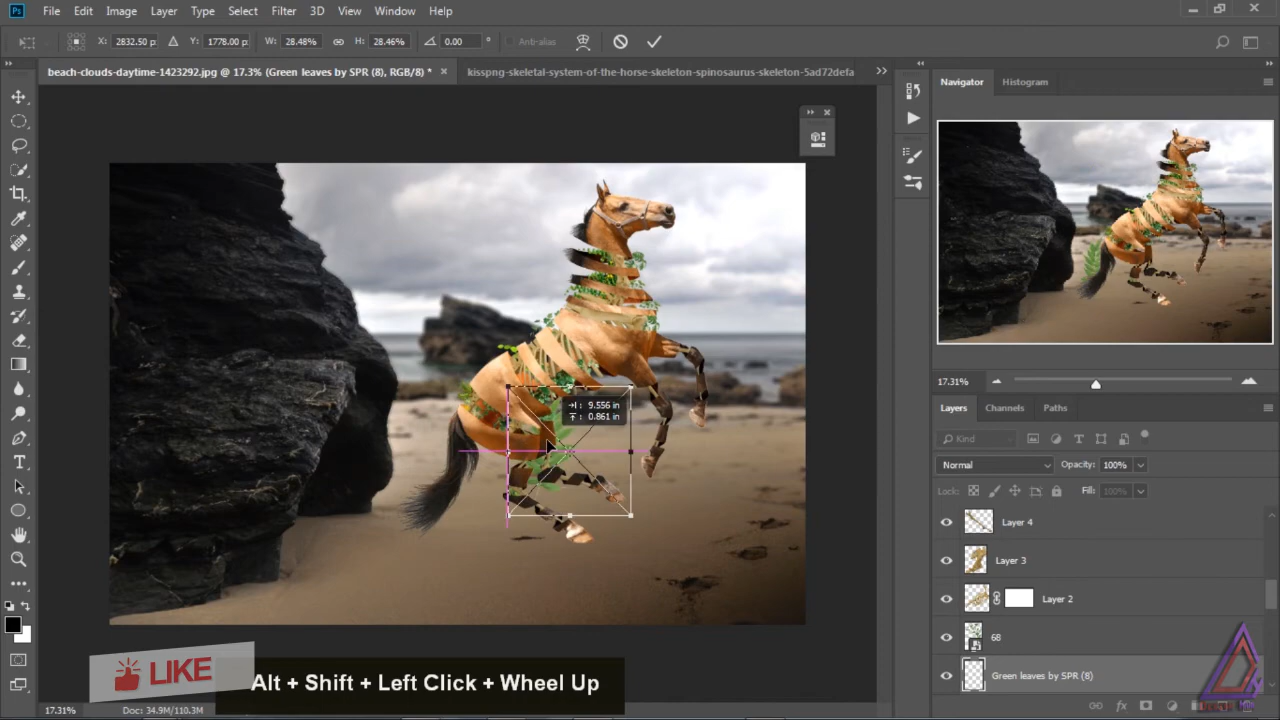 Ps File Edit Image Layer Type Select Filter 3D View Window Help
X: 2832.50 p Y: 1778.00 p W: 28.48% H: 28.46% 0.00 ° Anti-alias
beach-clouds-daytime-1423292.jpg @ 17.3% (Green leaves by SPR (8), RGB/8) * × kisspng-skeletal-system-of-the-horse-skeleton-spinosaurus-skeleton-5ad72defa
Navigator Histogram
17.31%
Layers Channels Paths
Kind
Normal Opacity: 100%
Lock: Fill: 100%
Layer 4
Layer 3
Layer 2
68
Green leaves by SPR (8)
: 9.556 in
: 0.861 in
LIKE
Alt + Shift + Left Click + Wheel Up
17.31% Doc: 34.9M/110.3M